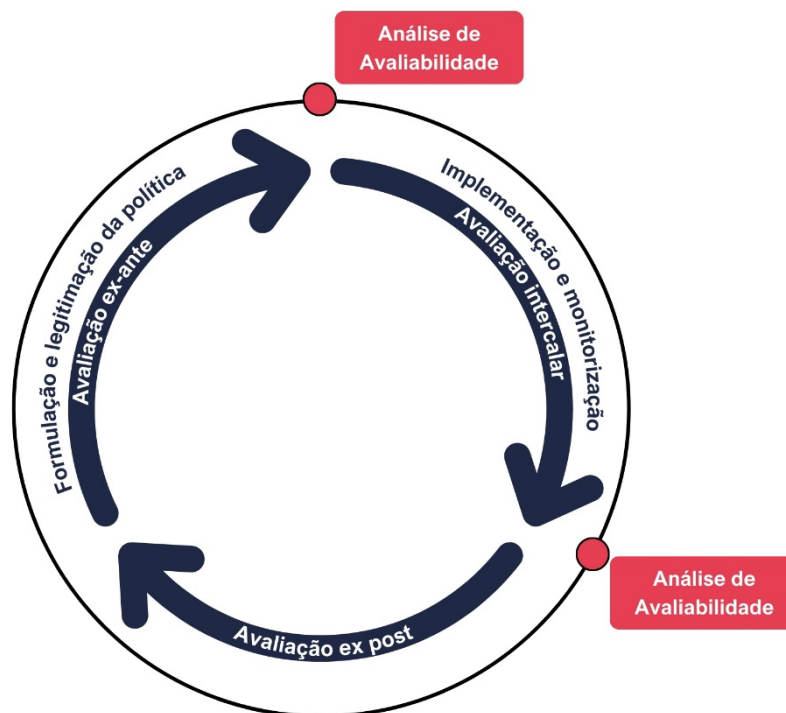 Análise de
Avaliabilidade
Formulação e legitimação da política
Avaliação ex-ante
Implementação e monitorização
Avaliação intercalar
Análise de
Avaliabilidade
Avaliação ex post